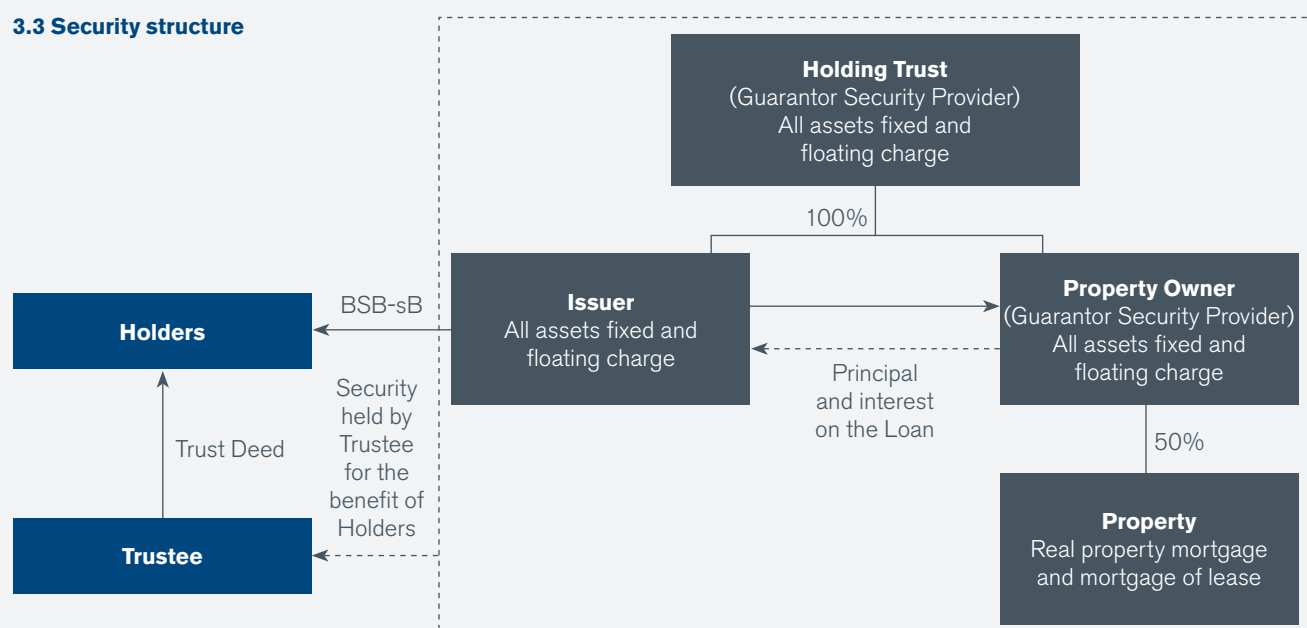 3.3 Security structure
Holding Trust
(Guarantor Security Provider)
All assets fixed and
floating charge
100%
Issuer
All assets fixed and
floating charge
Property Owner
(Guarantor Security Provider)
All assets fixed and
floating charge
BSB-sB
Holders
Principal
and interest
on the Loan
Security
held by
Trustee
for the
benefit of
Holders
Trust Deed
50%
Trustee
Property
Real property mortgage
and mortgage of lease